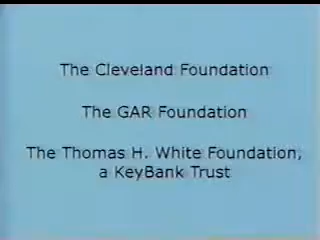 The Cleveland Foundation
The GAR Foundation
The Thomas H. White Foundation,
a KeyBank Trust